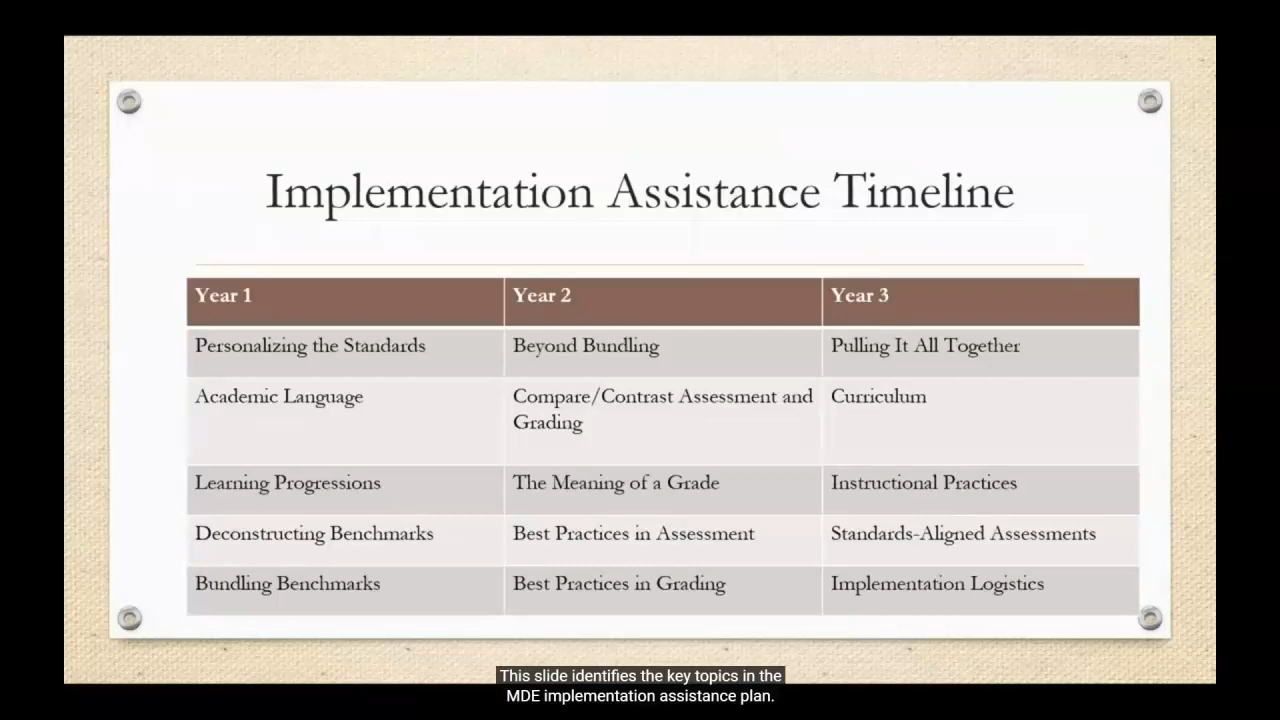 Implementation Assistance Timeline
Year 1
Year 2
Year 3
Personalizing the Standards
Beyond Bundling
Pulling It All Together
Academic Language
Compare/Contrast Assessment and
Grading
Curriculum
Learning Progressions
The Meaning of a Grade
Instructional Practices
Deconstructing Benchmarks
Best Practices in Assessment
Standards-Aligned Assessments
Bundling Benchmarks
Best Practices in Grading
Implementation Logistics
This slide identifies the key topics in the
MDE implementation assistance plan.